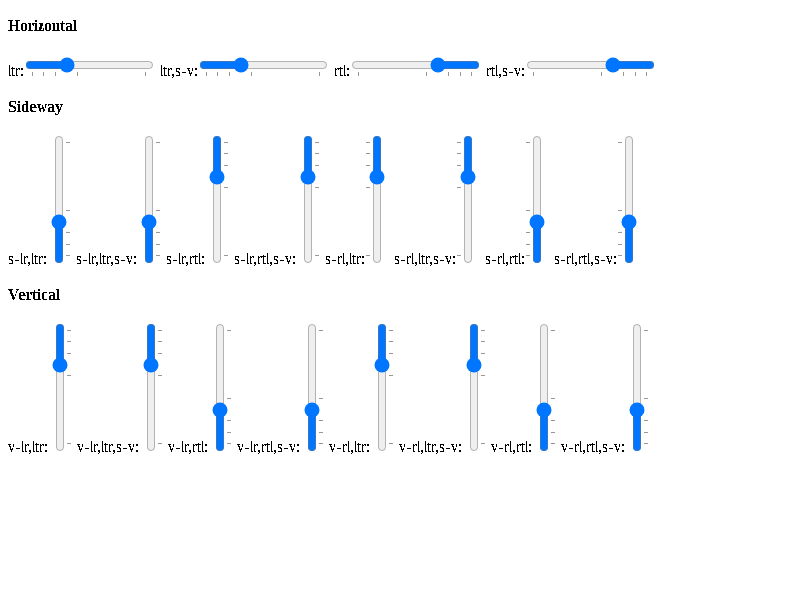 Horizontal
ltr: ltr,s-v: rtl: rtl,s-v:
Sideway
s-lr,ltr: s-lr,ltr,s-v: s-lr,rtl: s-lr,rtl,s-v: s-rl,ltr: s-rl,ltr,s-v: s-rl,rtl: s-rl,rtl,s-v:
Vertical
v-lr,ltr: v-lr,ltr,s-v: v-lr,rtl: v-lr,rtl,s-v: v-rl,ltr: v-rl,ltr,s-v: v-rl,rtl: v-rl,rtl,s-v: